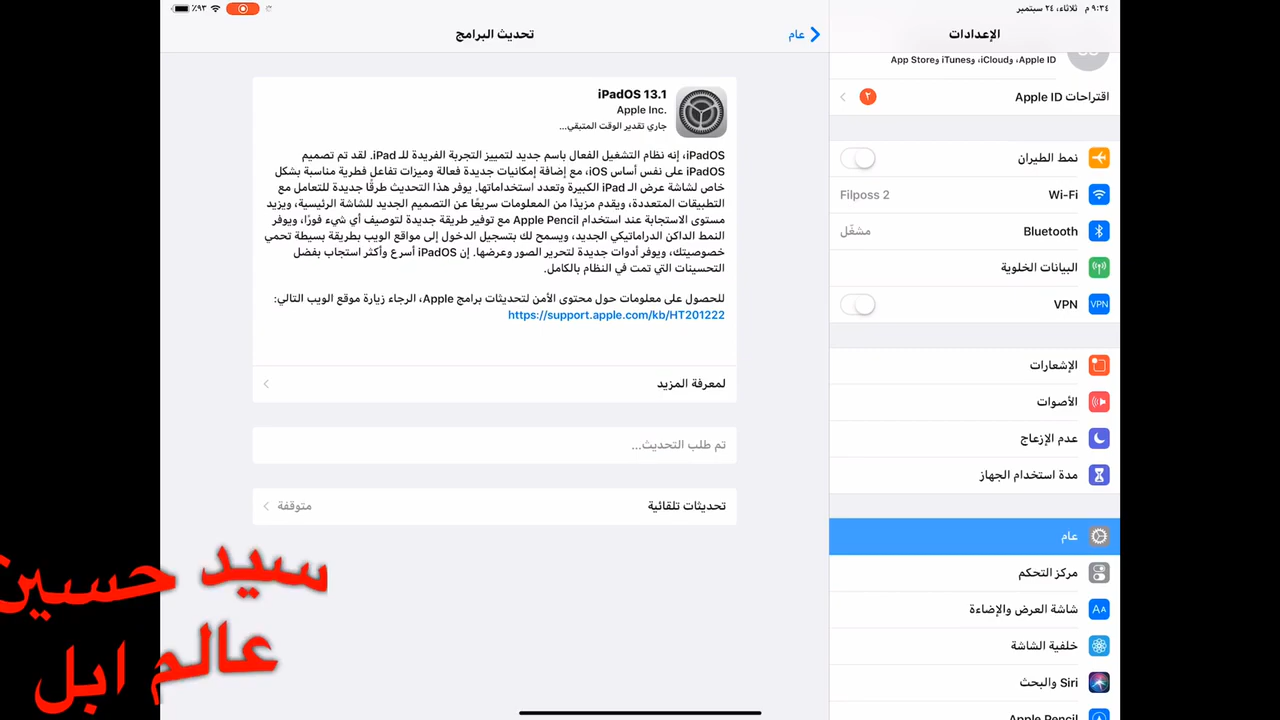 ٩:٣٤ م ثلاثاء، ٢٤ سبتمبر
٪٩٣
الإعدادات
Apple ID، وiCloud، وiTunes وApp Store
اقتراحات Apple ID
٢
نمط الطيران
Wi-Fi
Filposs 2
Bluetooth
مشغّل
البيانات الخلوية
VPN
VPN
الإشعارات
الأصوات
عدم الإزعاج
مدة استخدام الجهاز
عام
مركز التحكم
AA
شاشة العرض والإضاءة
خلفية الشاشة
Siri والبحث
Apple Pencil
عام
تحديث البرامج
iPadOS 13.1
Apple Inc.
جاري تقدير الوقت المتبقي...
iPadOS، إنه نظام التشغيل الفعال باسم جديد لتمييز التجربة الفريدة للـ iPad. لقد تم تصميم
iPadOS على نفس أساس iOS، مع إضافة إمكانيات جديدة فعالة وميزات تفاعل فطرية مناسبة بشكل
خاص لشاشة عرض الـ iPad الكبيرة وتعدد استخداماتها. يوفر هذا التحديث طرقًا جديدة للتعامل مع
التطبيقات المتعددة، ويقدم مزيدًا من المعلومات سريعًا عن التصميم الجديد للشاشة الرئيسية، ويزيد
مستوى الاستجابة عند استخدام Apple Pencil مع توفير طريقة جديدة لتوصيف أي شيء فورًا، ويوفر
النمط الداكن الدراماتيكي الجديد، ويسمح لك بتسجيل الدخول إلى مواقع الويب بطريقة بسيطة تحمي
خصوصيتك، ويوفر أدوات جديدة لتحرير الصور وعرضها. إن iPadOS أسرع وأكثر استجاب بفضل
التحسينات التي تمت في النظام بالكامل.
للحصول على معلومات حول محتوى الأمن لتحديثات برامج Apple، الرجاء زيارة موقع الويب التالي:
https://support.apple.com/kb/HT201222
لمعرفة المزيد
تم طلب التحديث...
تحديثات تلقائية
متوقفة
سيد حسين
عالم ابل